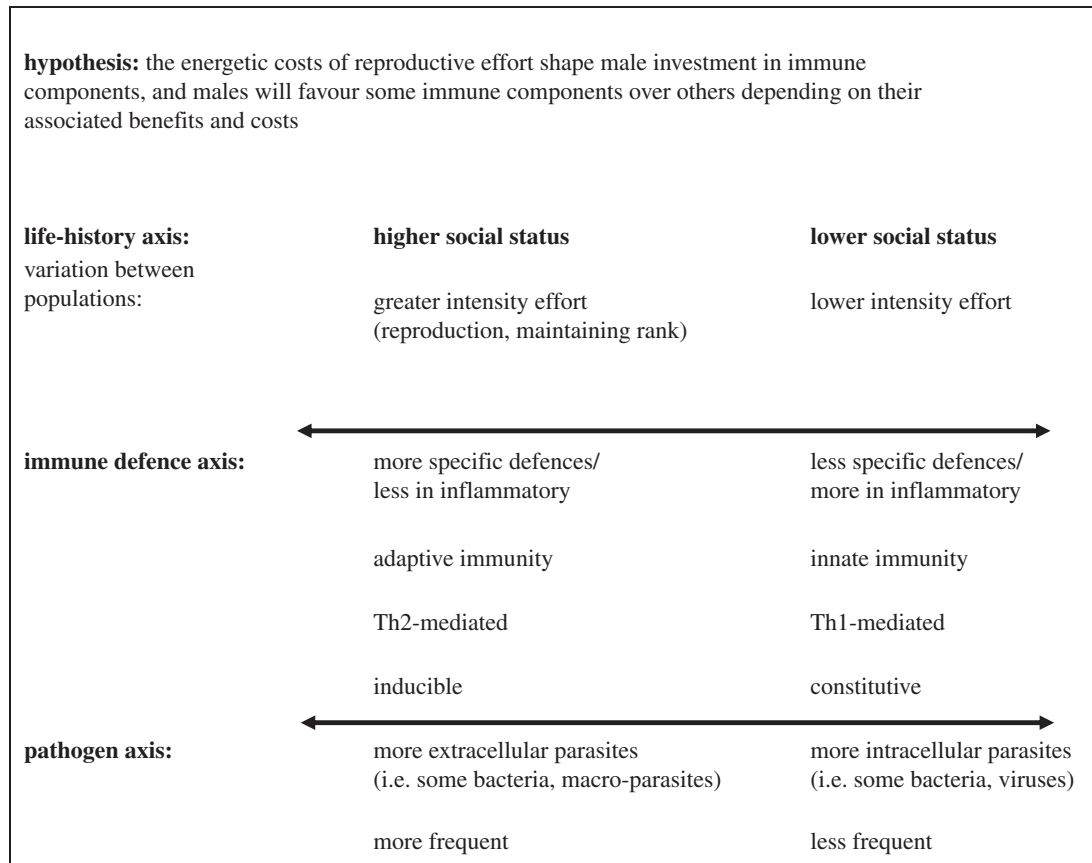 hypothesis: the energetic costs of reproductive effort shape male investment in immune
components, and males will favour some immune components over others depending on their
associated benefits and costs
life-history axis: higher social status lower social status
variation between
populations:
greater intensity effort lower intensity effort
(reproduction, maintaining rank)
immune defence axis: more specific defences/ less specific defences/
less in inflammatory more in inflammatory
adaptive immunity innate immunity
Th2-mediated Th1-mediated
inducible constitutive
pathogen axis: more extracellular parasites more intracellular parasites
(i.e. some bacteria, macro-parasites) (i.e. some bacteria, viruses)
more frequent less frequent